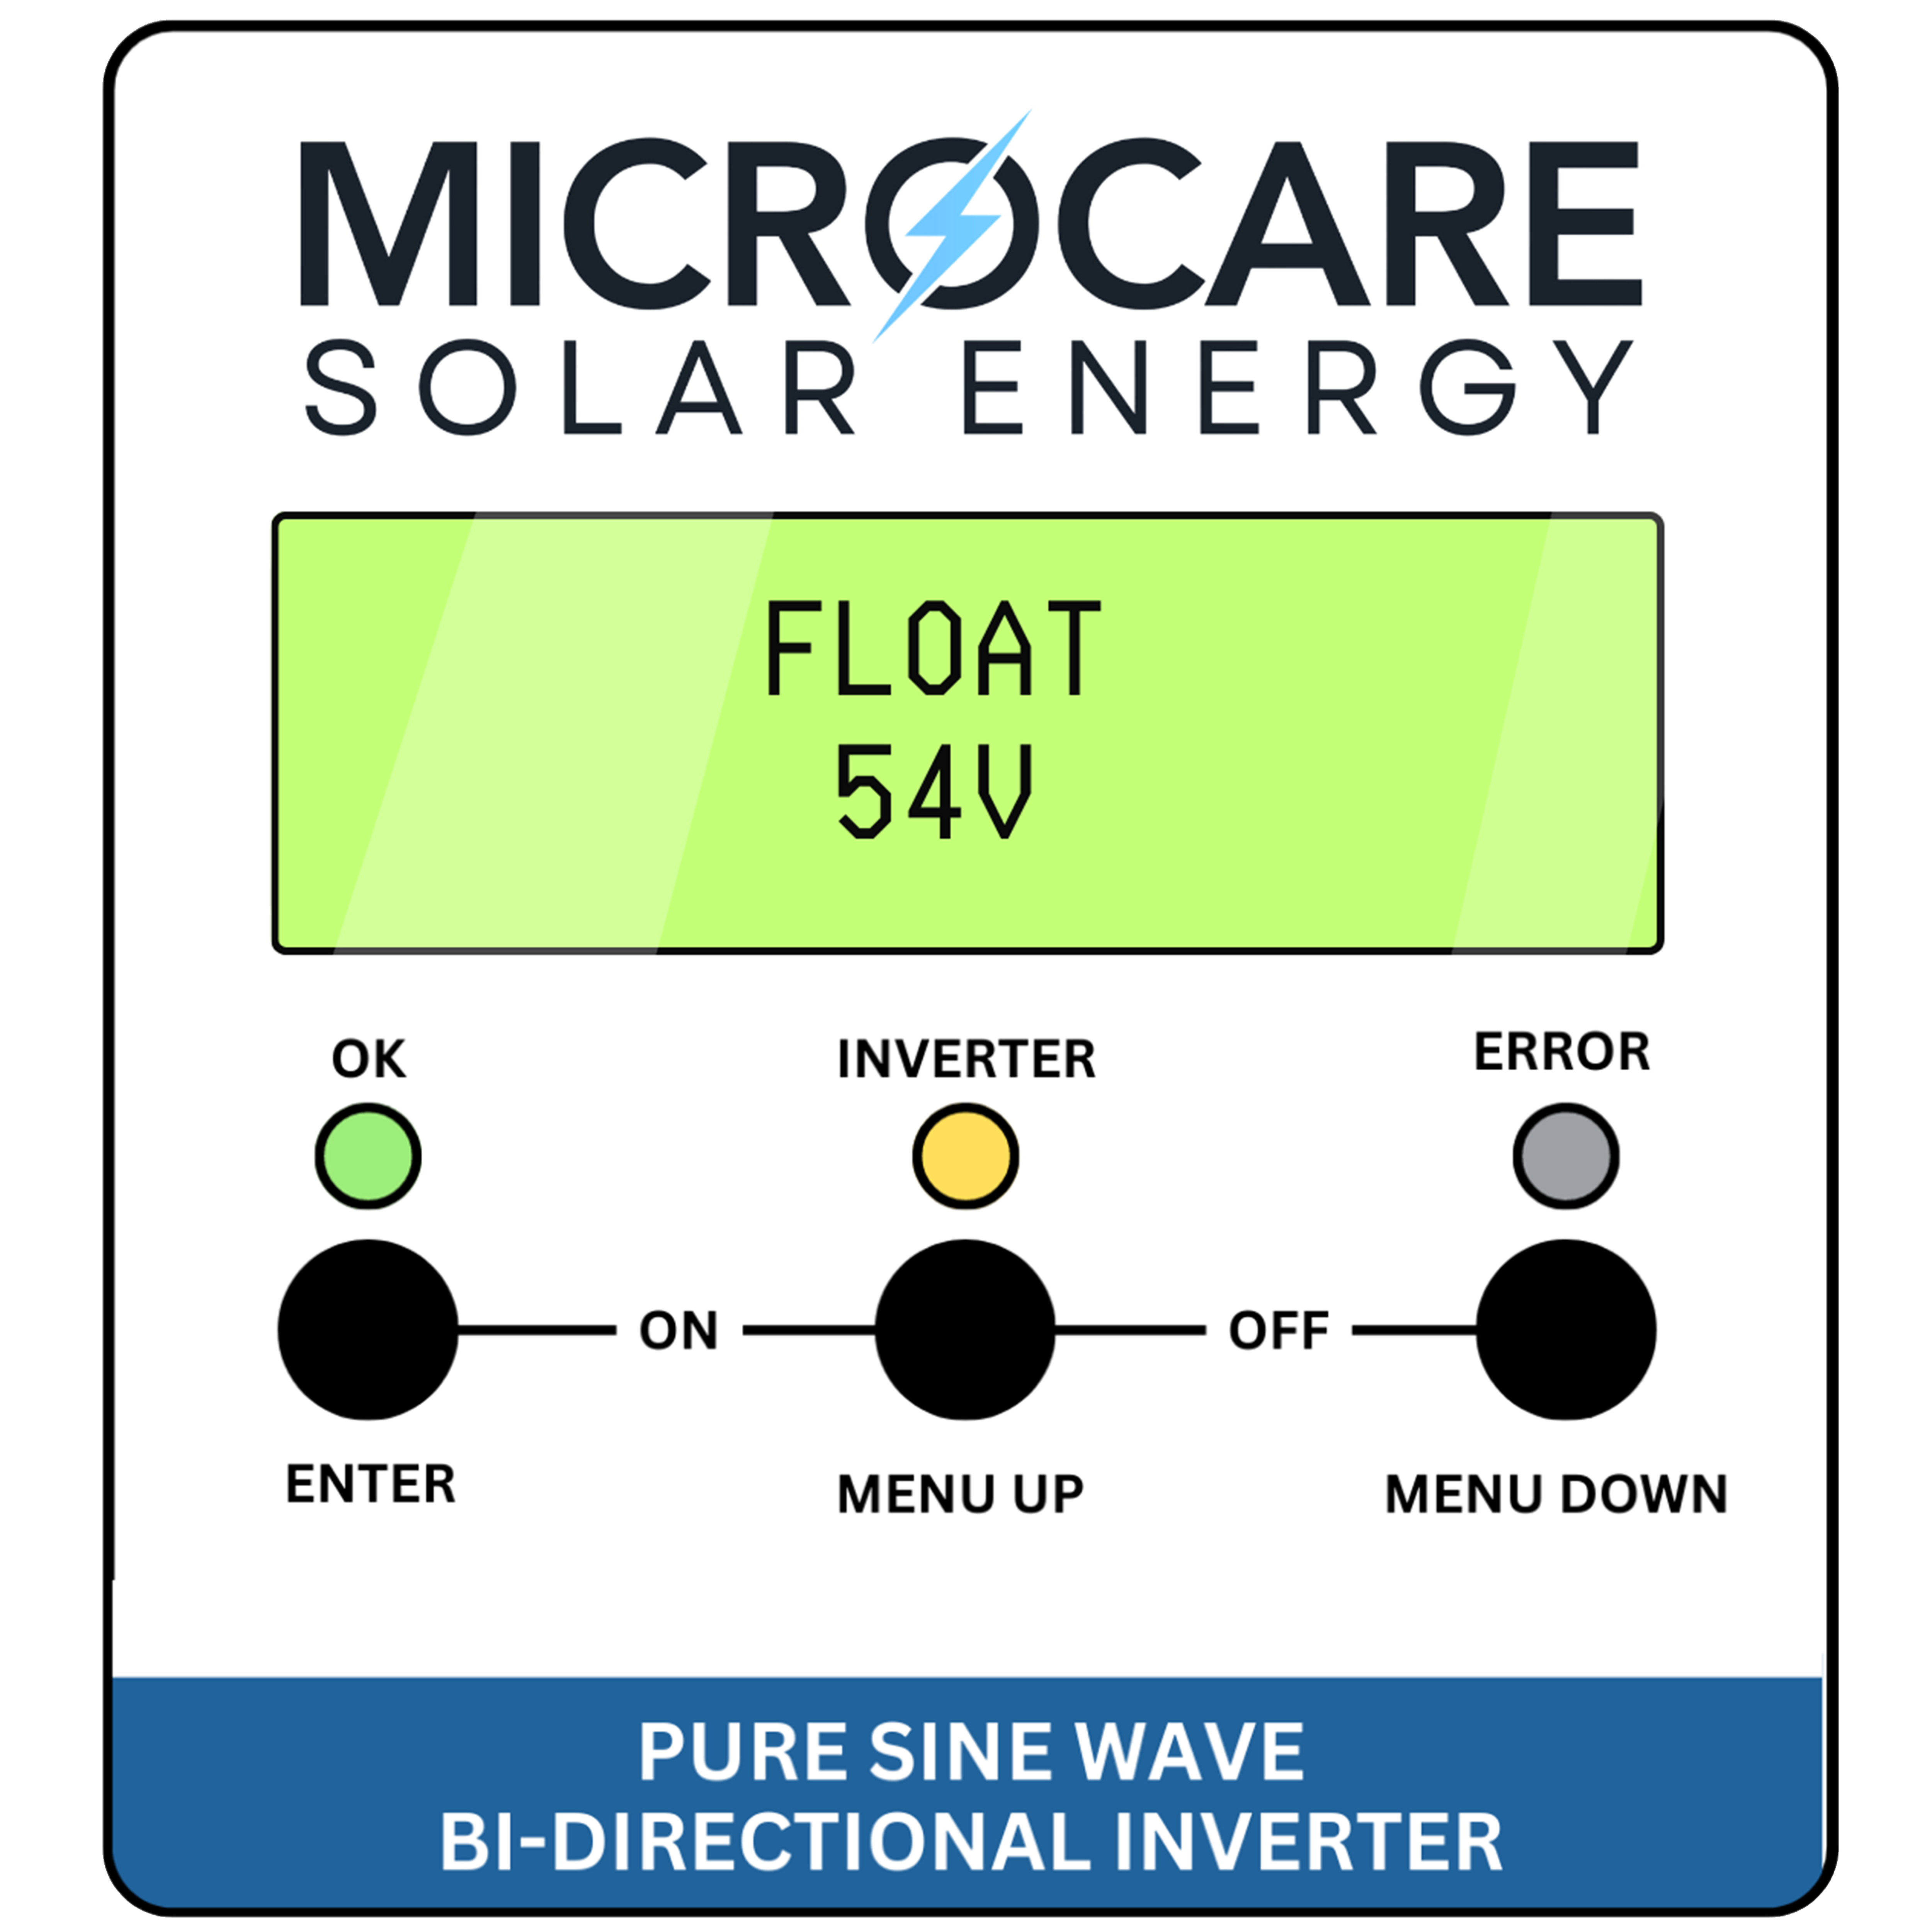 MICROCARE
SOLAR ENERGY
FLOAT
54V
OK INVERTER ERROR
ON OFF
ENTER MENU UP MENU DOWN
PURE SINE WAVE
BI-DIRECTIONAL INVERTER